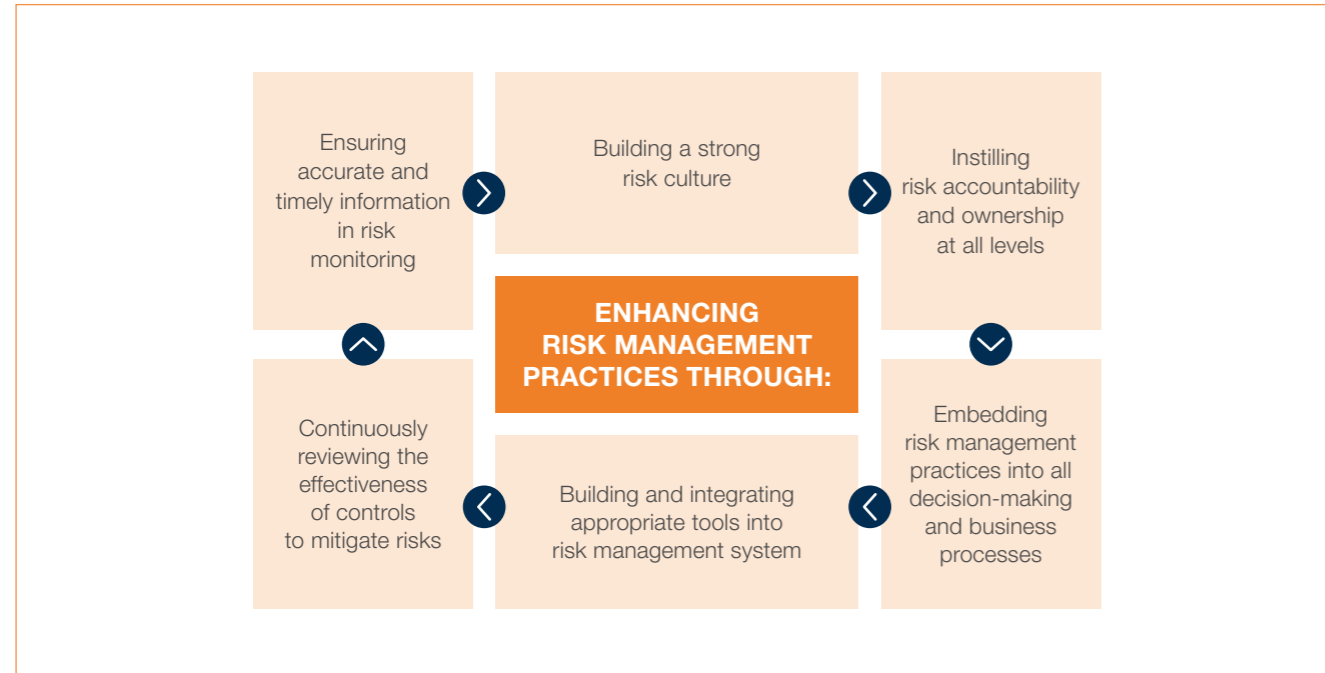 Ensuring
accurate and
timely information
in risk
monitoring
Building a strong
risk culture
Instilling
risk accountability
and ownership
at all levels
ENHANCING
RISK MANAGEMENT
PRACTICES THROUGH:
Continuously
reviewing the
effectiveness
of controls
to mitigate risks
Building and integrating
appropriate tools into
risk management system
Embedding
risk management
practices into all
decision-making
and business
processes